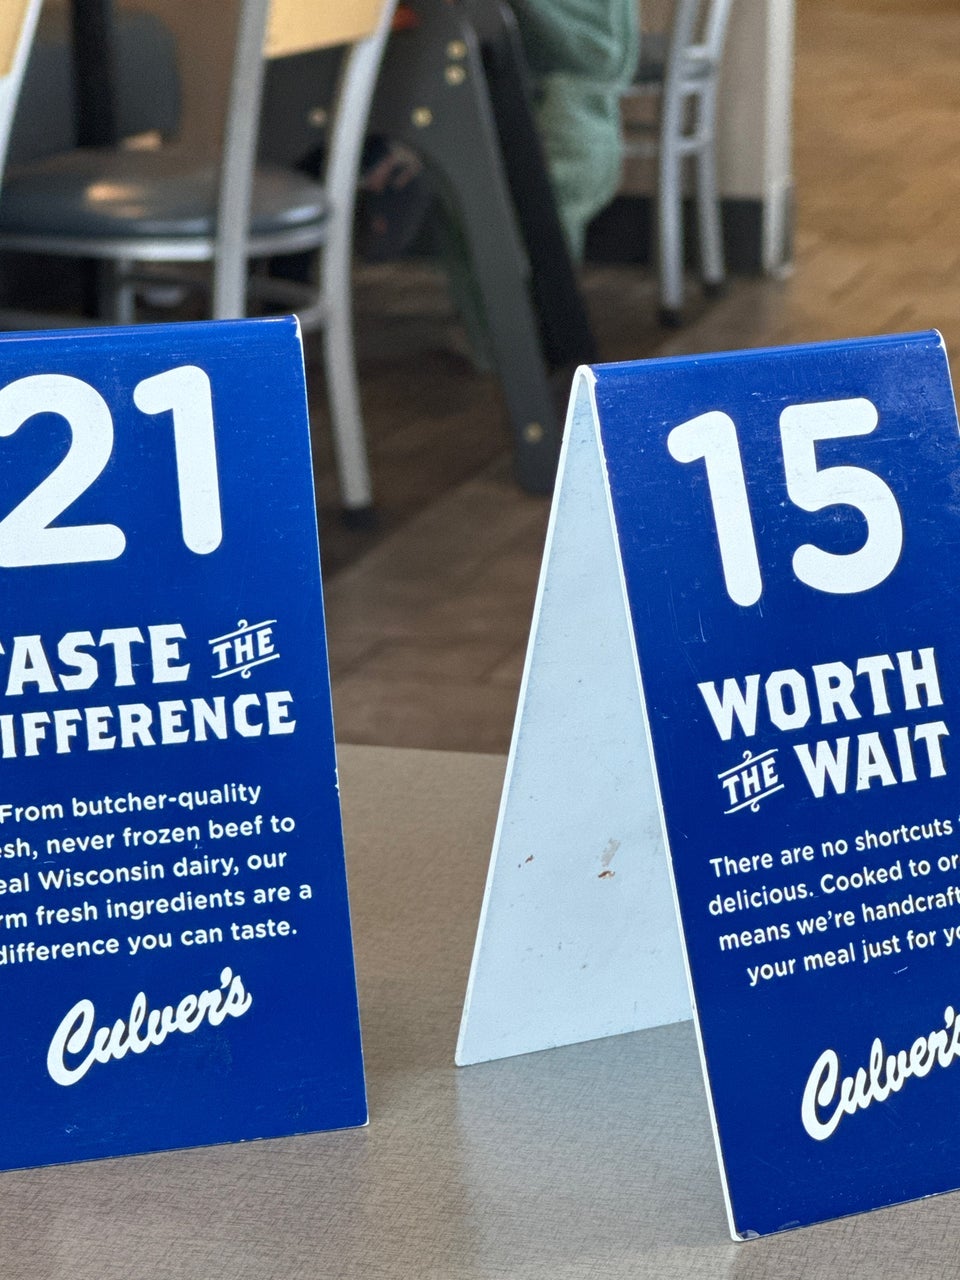 21
TASTE THE
DIFFERENCE
From butcher-quality
esh, never frozen beef to
eal Wisconsin dairy, our
rm fresh ingredients are a
difference you can taste.
Culver's
15
WORTH
THE WAIT
There are no shortcuts
delicious. Cooked to or
means we're handcraft
your meal just for yo
Culver's